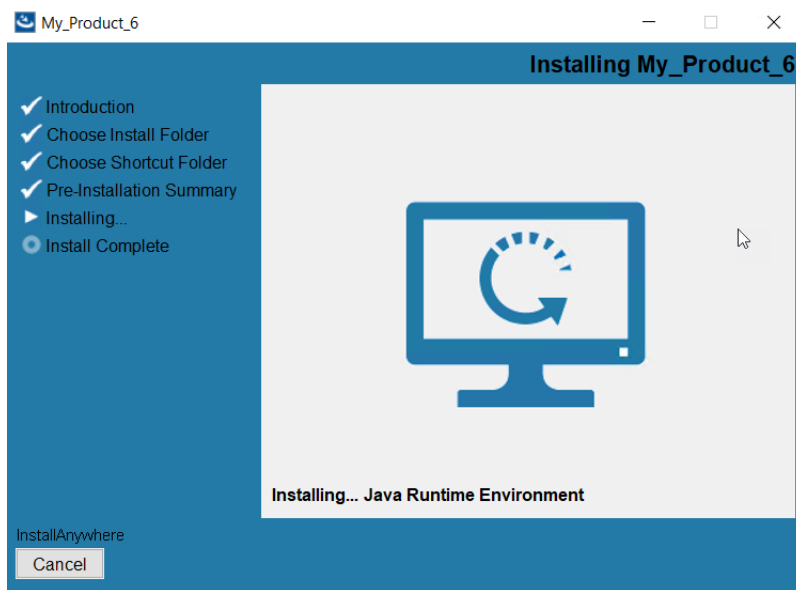 My_Product_6
Installing My_Product_6
Introduction
Choose Install Folder
Choose Shortcut Folder
Pre-Installation Summary
Installing...
Install Complete
Installing... Java Runtime Environment
InstallAnywhere
Cancel